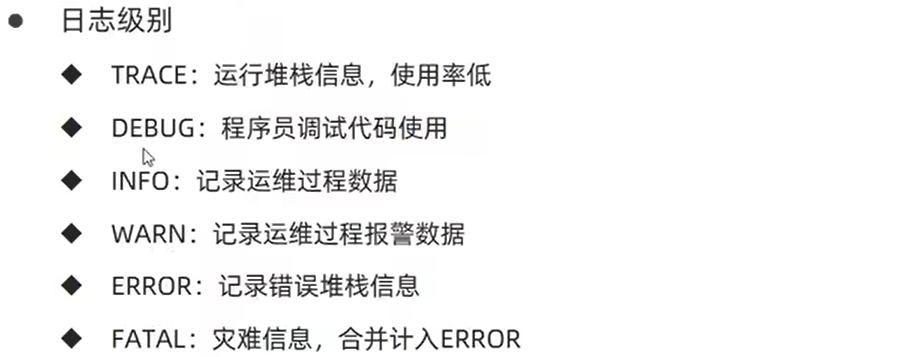 日志级别
TRACE：运行堆栈信息，使用率低
DEBUG：程序员调试代码使用
INFO：记录运维过程数据
WARN：记录运维过程报警数据
ERROR：记录错误堆栈信息
FATAL：灾难信息，合并计入ERROR